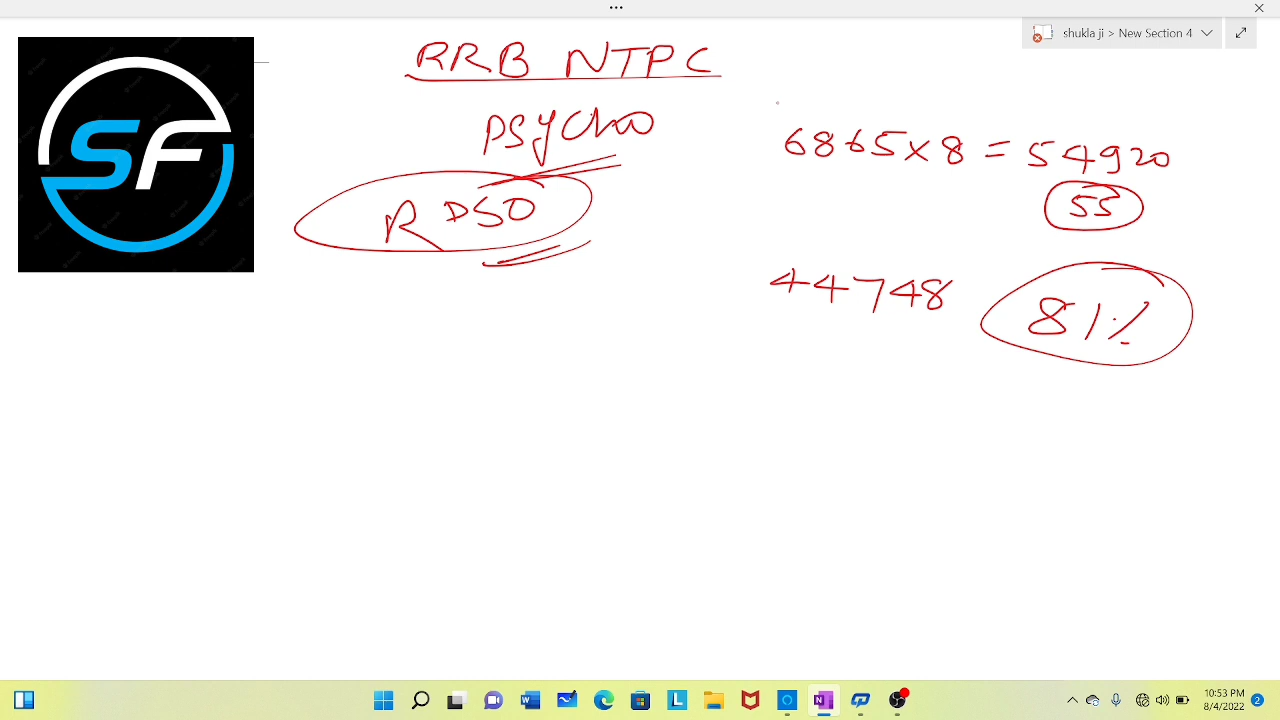 shukla ji > New Section 4
RRB NTPC
Psycho
RDSO
6865 x 8 = 54920
55
44748
81%
SF
10:53 PM
8/4/2022
2